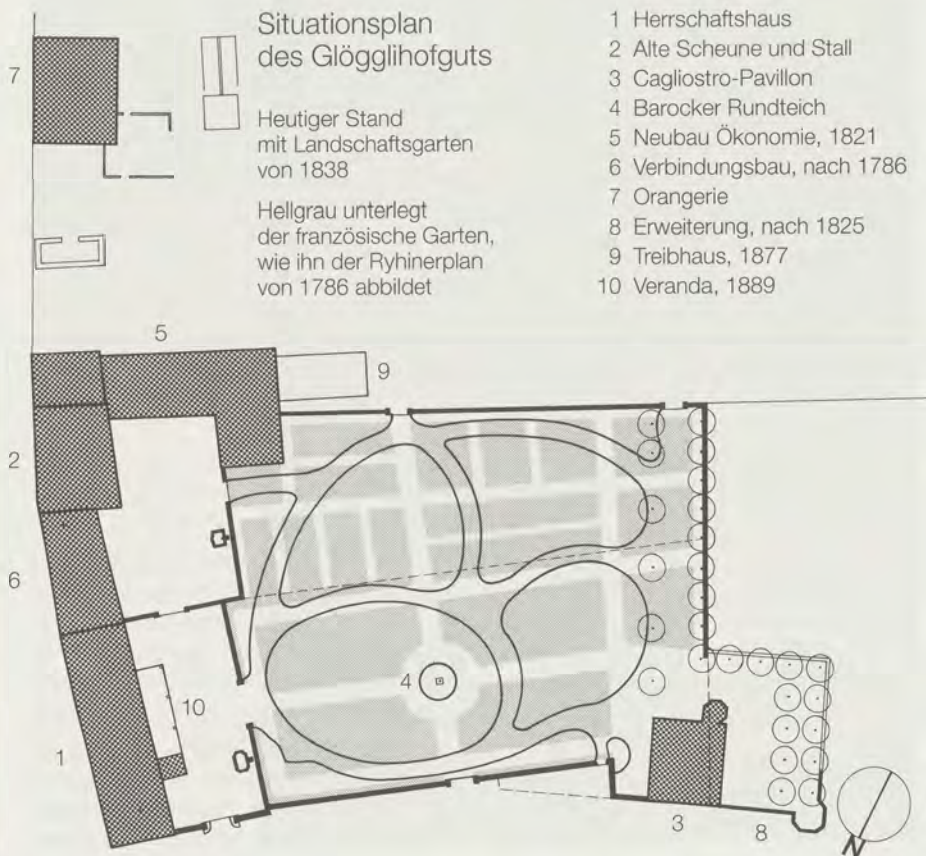 Situationsplan
des Glögglihofguts
Heutiger Stand
mit Landschaftsgarten
von 1838
Hellgrau unterlegt
der französische Garten,
wie ihn der Ryhinerplan
von 1786 abbildet
1 Herrschaftshaus
2 Alte Scheune und Stall
3 Cagliostro-Pavillon
4 Barocker Rundteich
5 Neubau Ökonomie, 1821
6 Verbindungsbau, nach 1786
7 Orangerie
8 Erweiterung, nach 1825
9 Treibhaus, 1877
10 Veranda, 1889
7
5
9
2
6
4
10
1
3
8
N